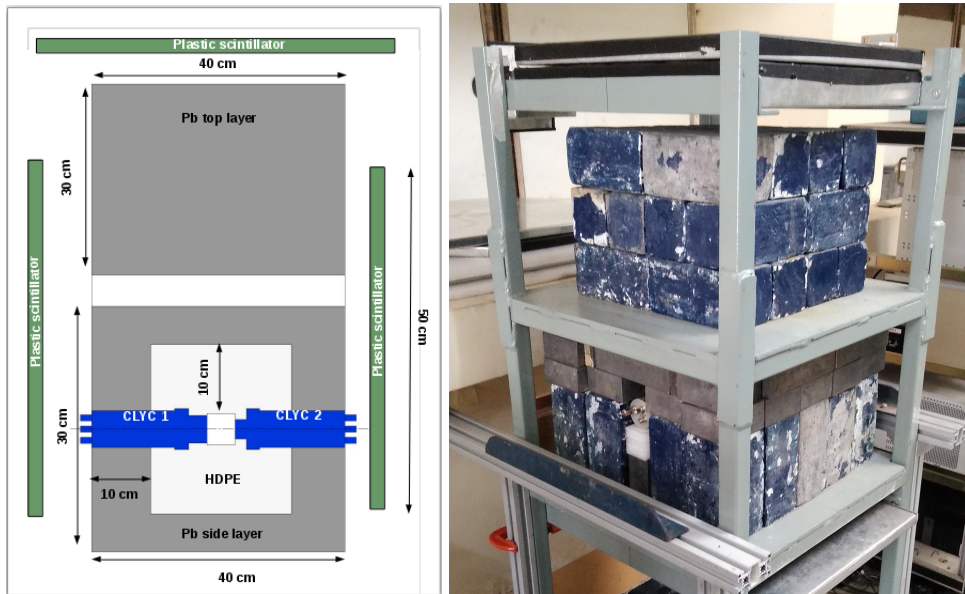 Plastic scintillator
40 cm
Pb top layer
30 cm
Plastic scintillator
Plastic scintillator
50 cm
10 cm
CLYC 1
CLYC 2
30 cm
HDPE
10 cm
Pb side layer
40 cm